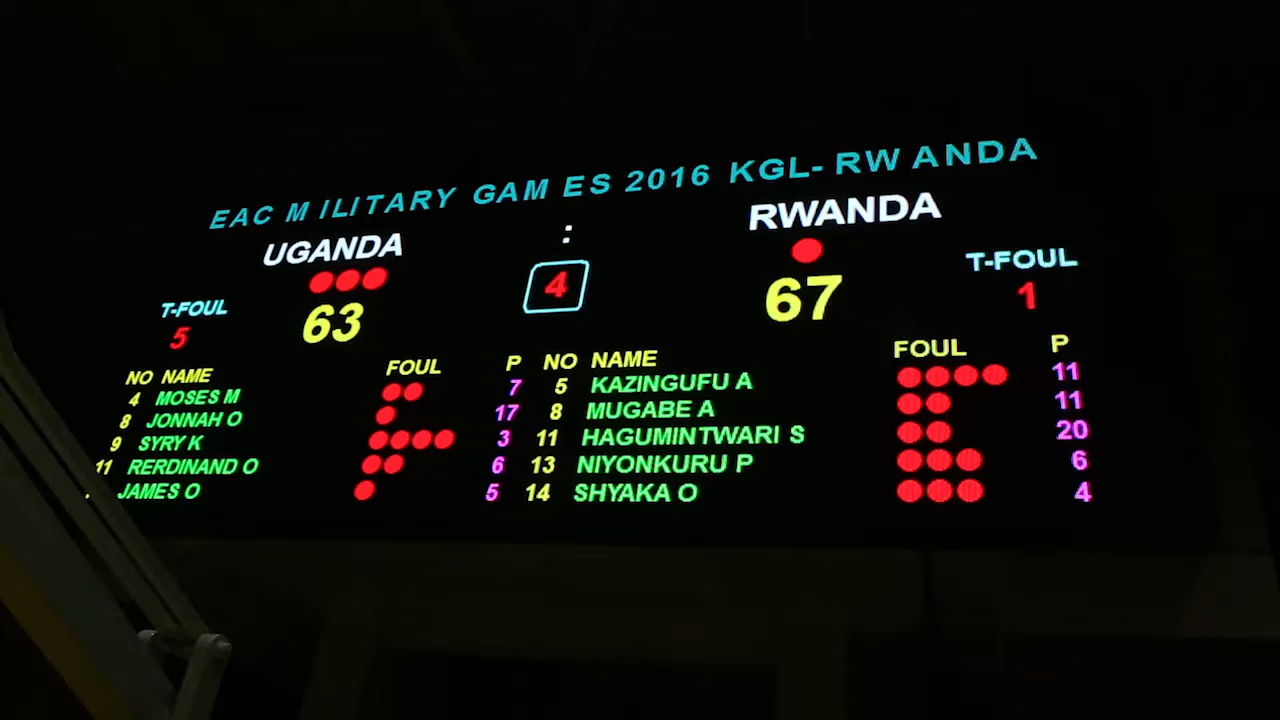 EAC MILITARY GAMES 2016 KGL-RWANDA
UGANDA : RWANDA
T-FOUL 63 4 67 T-FOUL
5 1
NO NAME FOUL P NO NAME FOUL P
4 MOSES M 7 5 KAZINGUFU A 11
8 JONNAH O 17 8 MUGABE A 11
9 SYRY K 3 11 HAGUMINTWARI S 20
11 RERDINAND O 6 13 NIYONKURU P 6
JAMES O 5 14 SHYAKA O 4